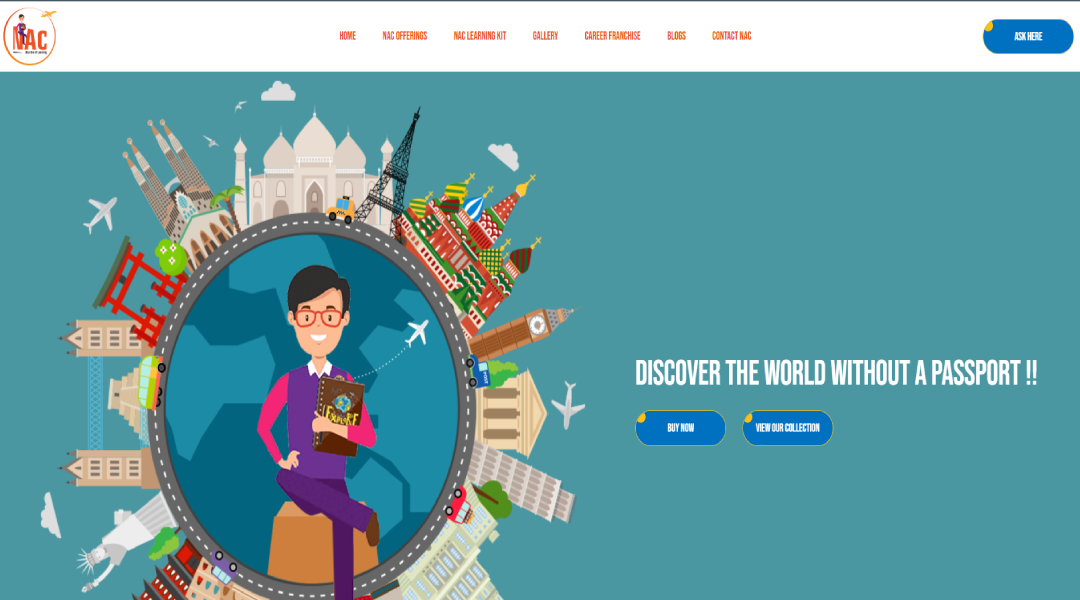 NAC
HOME
NAC OFFERINGS
NAC LEARNING KIT
GALLERY
CAREER FRANCHISE
BLOGS
CONTACT NAC
ASK HERE
EXPLORE
DISCOVER THE WORLD WITHOUT A PASSPORT !!
BUY NOW
VIEW OUR COLLECTION